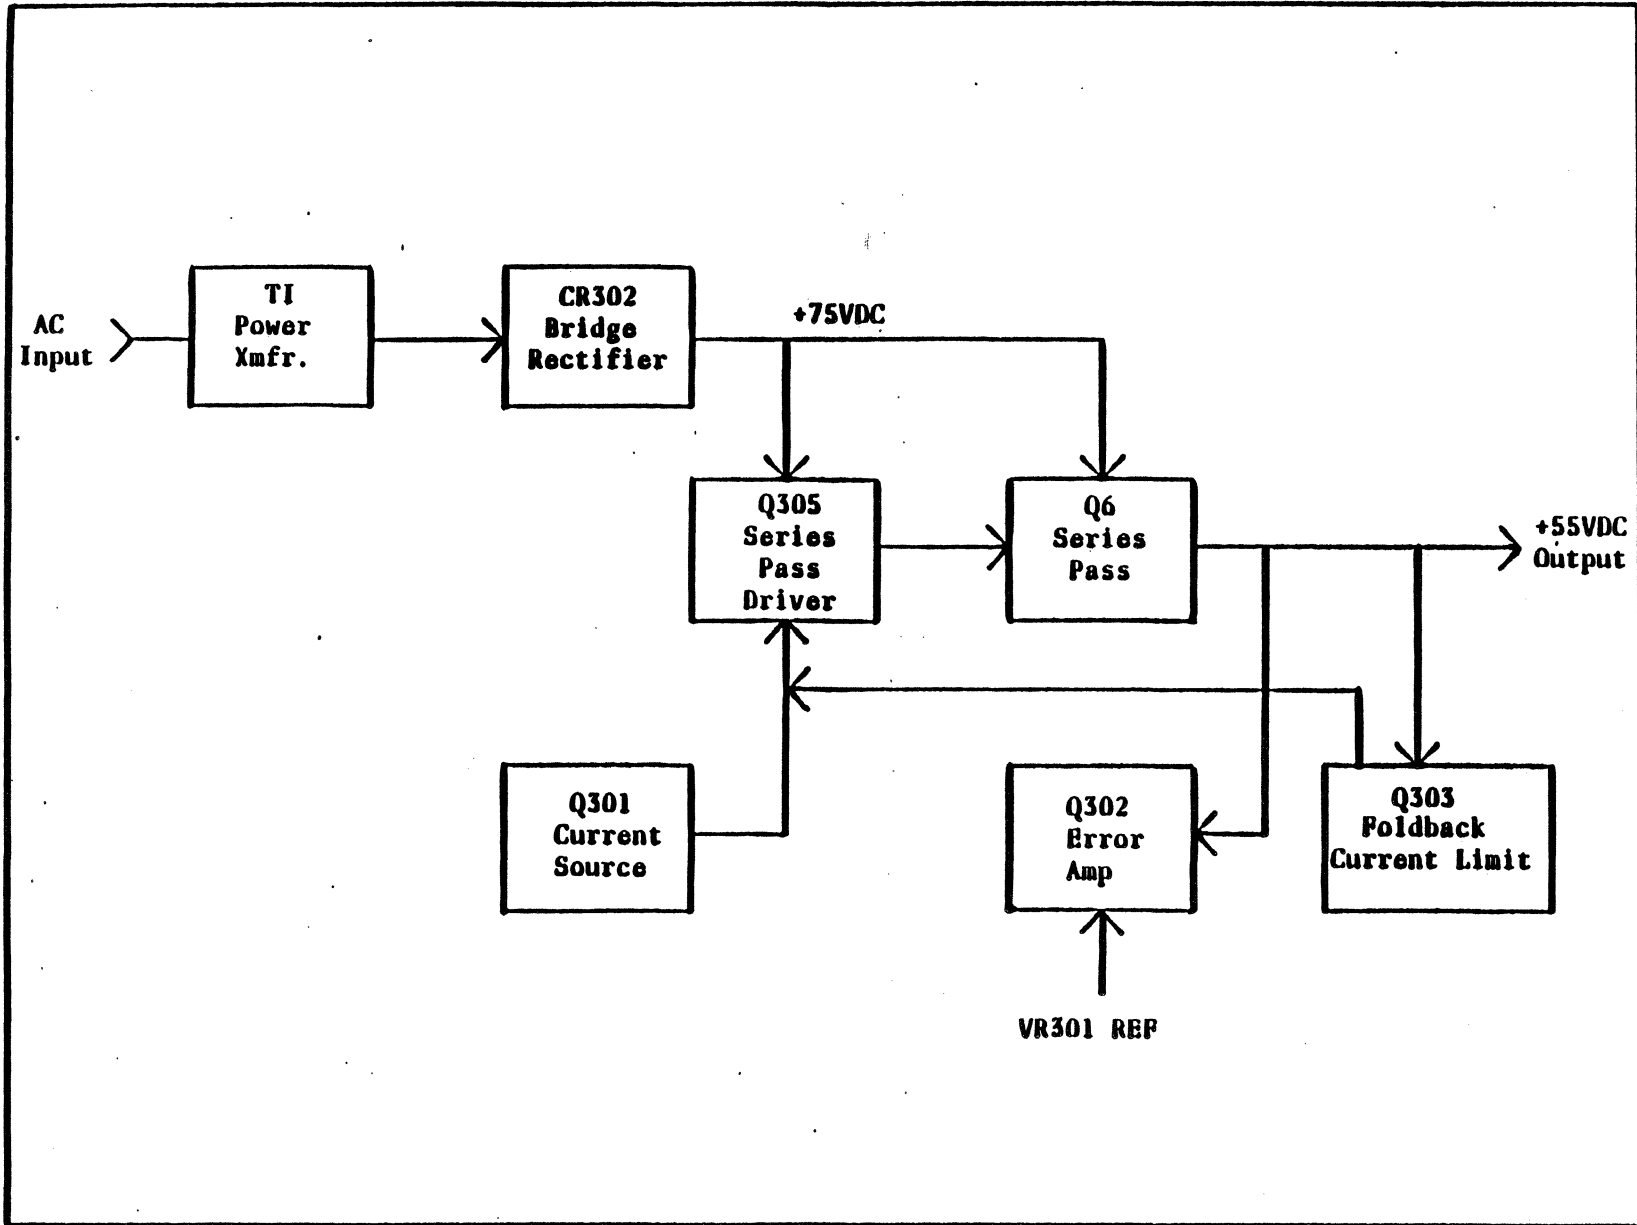 AC
Input
TI
Power
Xmfr.
CR302
Bridge
Rectifier
+75VDC
Q305
Series
Pass
Driver
Q6
Series
Pass
+55VDC
Output
Q301
Current
Source
Q302
Error
Amp
Q303
Foldback
Current Limit
VR301 REF